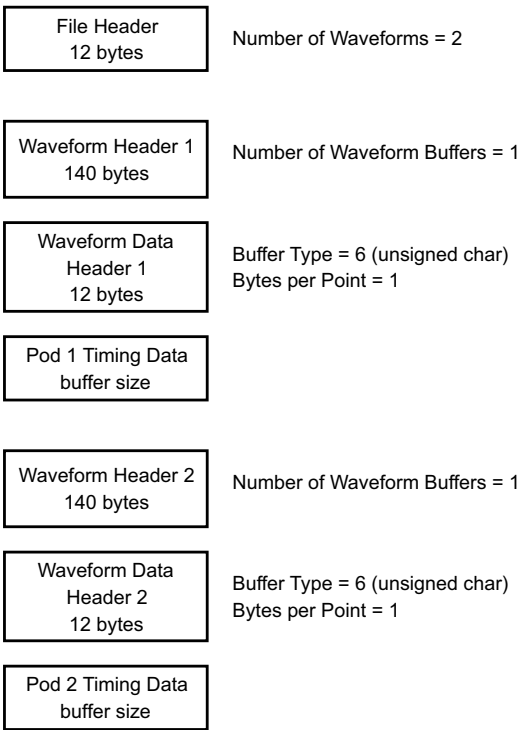 File Header
12 bytes
Number of Waveforms = 2
Waveform Header 1
140 bytes
Number of Waveform Buffers = 1
Waveform Data
Header 1
12 bytes
Buffer Type = 6 (unsigned char)
Bytes per Point = 1
Pod 1 Timing Data
buffer size
Waveform Header 2
140 bytes
Number of Waveform Buffers = 1
Waveform Data
Header 2
12 bytes
Buffer Type = 6 (unsigned char)
Bytes per Point = 1
Pod 2 Timing Data
buffer size